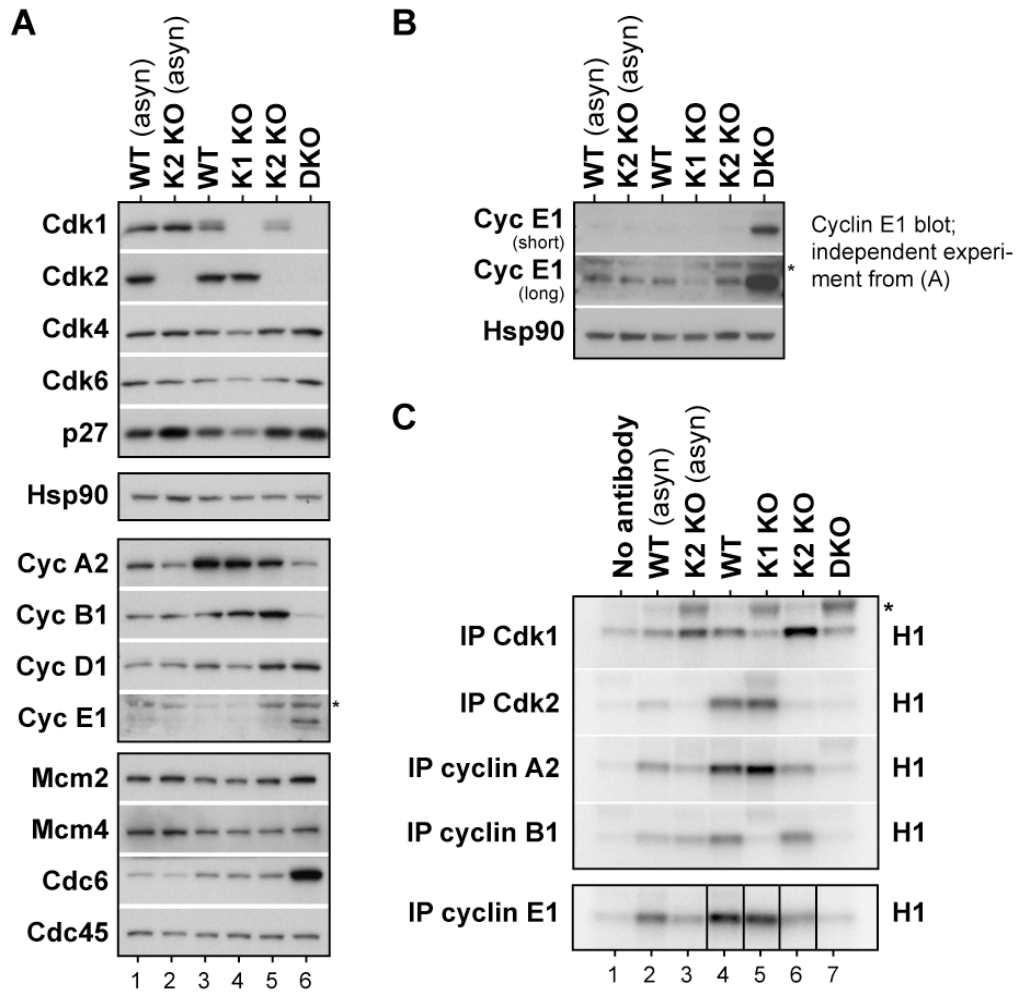 A
WT (asyn)
K2 KO (asyn)
WT
K1 KO
K2 KO
DKO
Cdk1
Cdk2
Cdk4
Cdk6
p27
Hsp90
Cyc A2
Cyc B1
Cyc D1
Cyc E1
*
Mcm2
Mcm4
Cdc6
Cdc45
1 2 3 4 5 6
B
WT (asyn)
K2 KO (asyn)
WT
K1 KO
K2 KO
DKO
Cyc E1
(short)
Cyc E1
(long)
*
Hsp90
Cyclin E1 blot;
independent experi-
ment from (A)
C
No antibody
WT (asyn)
K2 KO (asyn)
WT
K1 KO
K2 KO
DKO
*
IP Cdk1 H1
IP Cdk2 H1
IP cyclin A2 H1
IP cyclin B1 H1
IP cyclin E1 H1
1 2 3 4 5 6 7